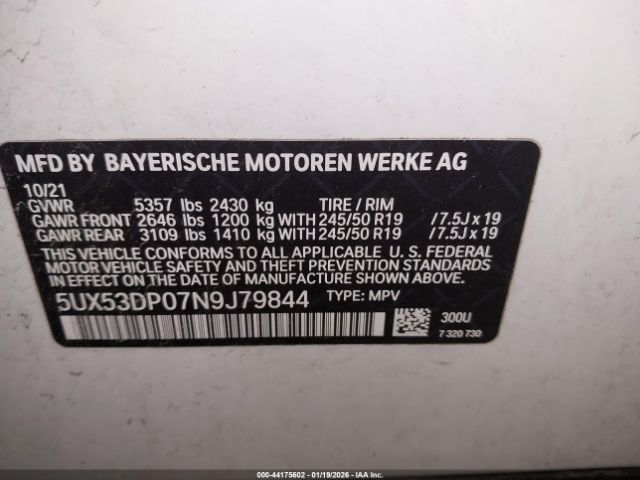 MFD BY BAYERISCHE MOTOREN WERKE AG
10/21
GVWR 5357 lbs 2430 kg TIRE / RIM
GAWR FRONT 2646 lbs 1200 kg WITH 245/50 R19 /7.5J x 19
GAWR REAR 3109 lbs 1410 kg WITH 245/50 R19 /7.5J x 19
THIS VEHICLE CONFORMS TO ALL APPLICABLE U. S. FEDERAL
MOTOR VEHICLE SAFETY AND THEFT PREVENTION STANDARDS
IN EFFECT ON THE DATE OF MANUFACTURE SHOWN ABOVE.
5UX53DP07N9J79844 TYPE: MPV
300U
7 320 730
000-44175602 - 01/19/2026 - IAA Inc.